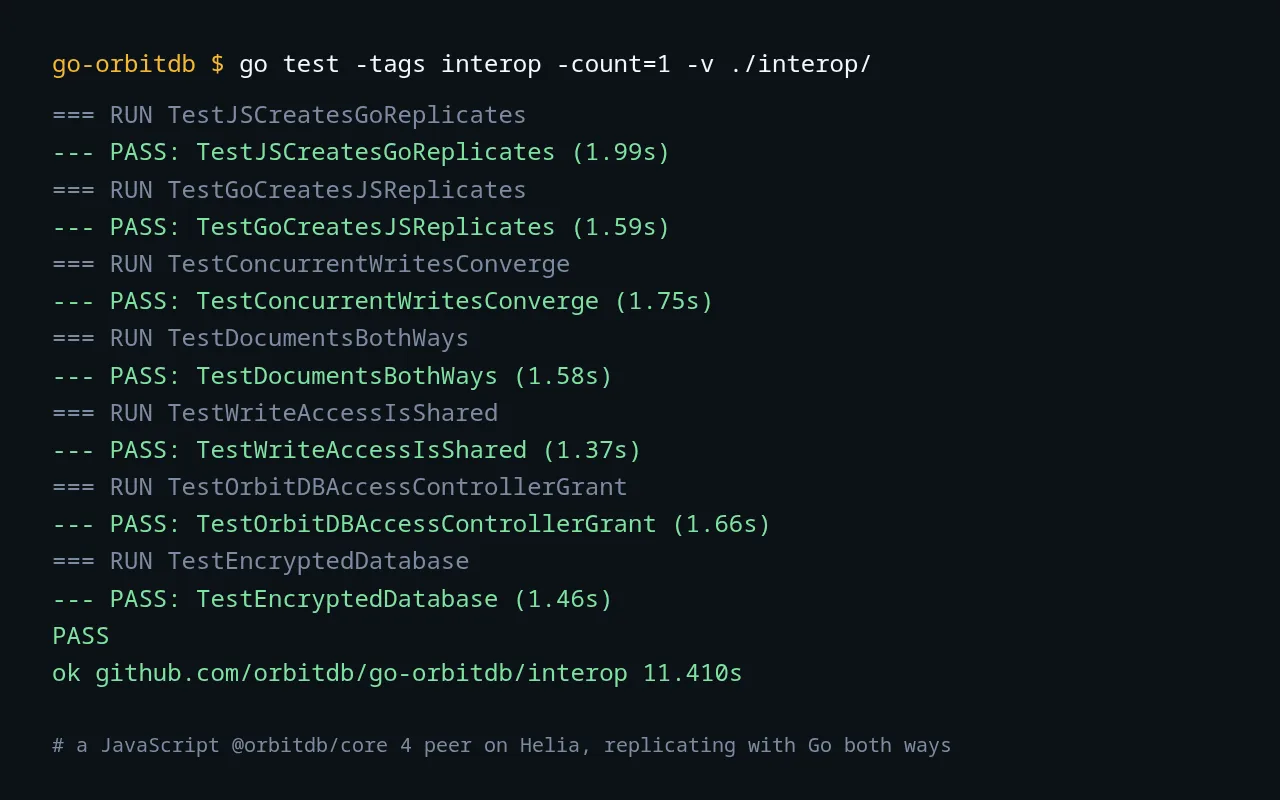 go-orbitdb $ go test -tags interop -count=1 -v ./interop/
=== RUN TestJSCreatesGoReplicates
--- PASS: TestJSCreatesGoReplicates (1.99s)
=== RUN TestGoCreatesJSReplicates
--- PASS: TestGoCreatesJSReplicates (1.59s)
=== RUN TestConcurrentWritesConverge
--- PASS: TestConcurrentWritesConverge (1.75s)
=== RUN TestDocumentsBothWays
--- PASS: TestDocumentsBothWays (1.58s)
=== RUN TestWriteAccessIsShared
--- PASS: TestWriteAccessIsShared (1.37s)
=== RUN TestOrbitDBAccessControllerGrant
--- PASS: TestOrbitDBAccessControllerGrant (1.66s)
=== RUN TestEncryptedDatabase
--- PASS: TestEncryptedDatabase (1.46s)
PASS
ok github.com/orbitdb/go-orbitdb/interop 11.410s
# a JavaScript @orbitdb/core 4 peer on Helia, replicating with Go both ways